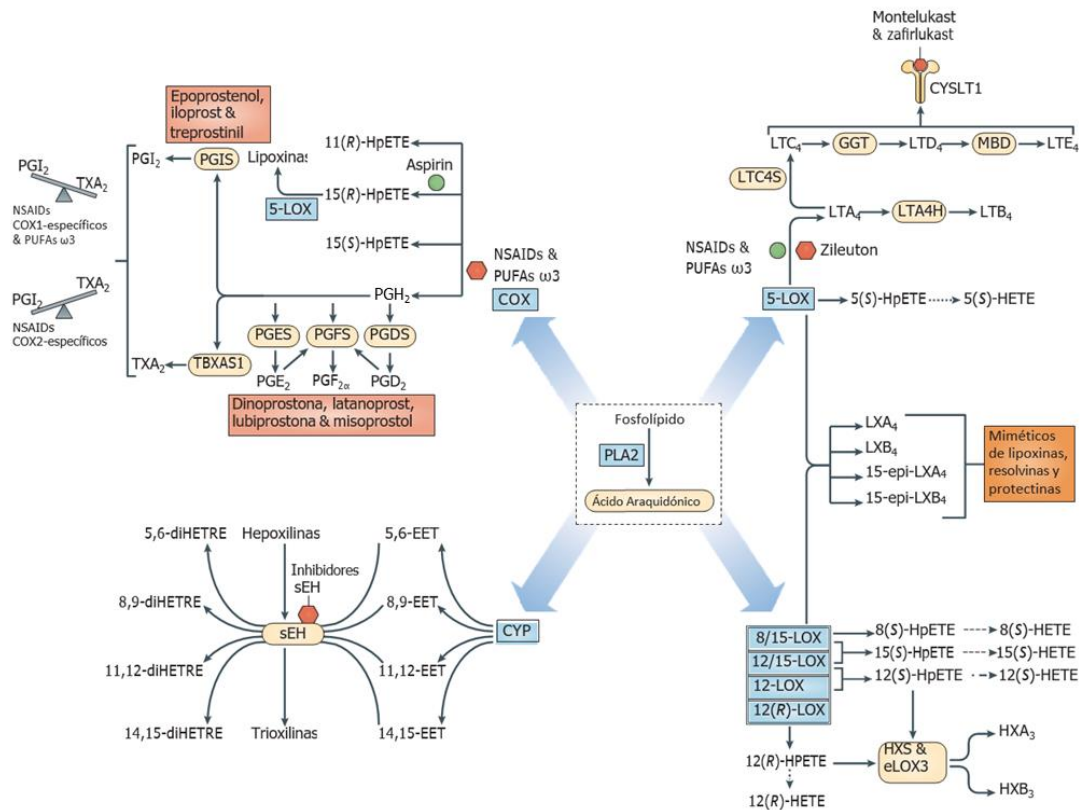 Montelukast
& zafirlukast
CYSLT1
LTC₄
GGT
LTD₄
MBD
LTE₄
LTC4S
LTA₄
LTA4H
LTB₄
NSAIDs &
PUFAs ω3
Zileuton
5-LOX
5(S)-HpETE
5(S)-HETE
Epoprostenol,
iloprost &
treprostinil
PGI₂
PGIS
Lipoxinas
5-LOX
11(R)-HpETE
Aspirin
15(R)-HpETE
15(S)-HpETE
NSAIDs &
PUFAs ω3
COX
PGH₂
PGI₂
TXA₂
NSAIDs
COX1-específicos
& PUFAs ω3
TXA₂
PGI₂
NSAIDs
COX2-específicos
TXA₂
TBXAS1
PGES
PGFS
PGDS
PGE₂
PGF₂α
PGD₂
Dinoprostona, latanoprost,
lubiprostona & misoprostol
Fosfolípido
PLA2
Ácido Araquidónico
LXA₄
LXB₄
15-epi-LXA₄
15-epi-LXB₄
Miméticos
de lipoxinas,
resolvinas y
protectinas
5,6-diHETRE
Hepoxilinas
5,6-EET
Inhibidores
sEH
8,9-diHETRE
8,9-EET
sEH
CYP
11,12-diHETRE
11,12-EET
14,15-diHETRE
Trioxilinas
14,15-EET
8/15-LOX
8(S)-HpETE
8(S)-HETE
12/15-LOX
15(S)-HpETE
15(S)-HETE
12-LOX
12(S)-HpETE
12(S)-HETE
12(R)-LOX
12(R)-HPETE
HXS &
eLOX3
HXA₃
HXB₃
12(R)-HETE